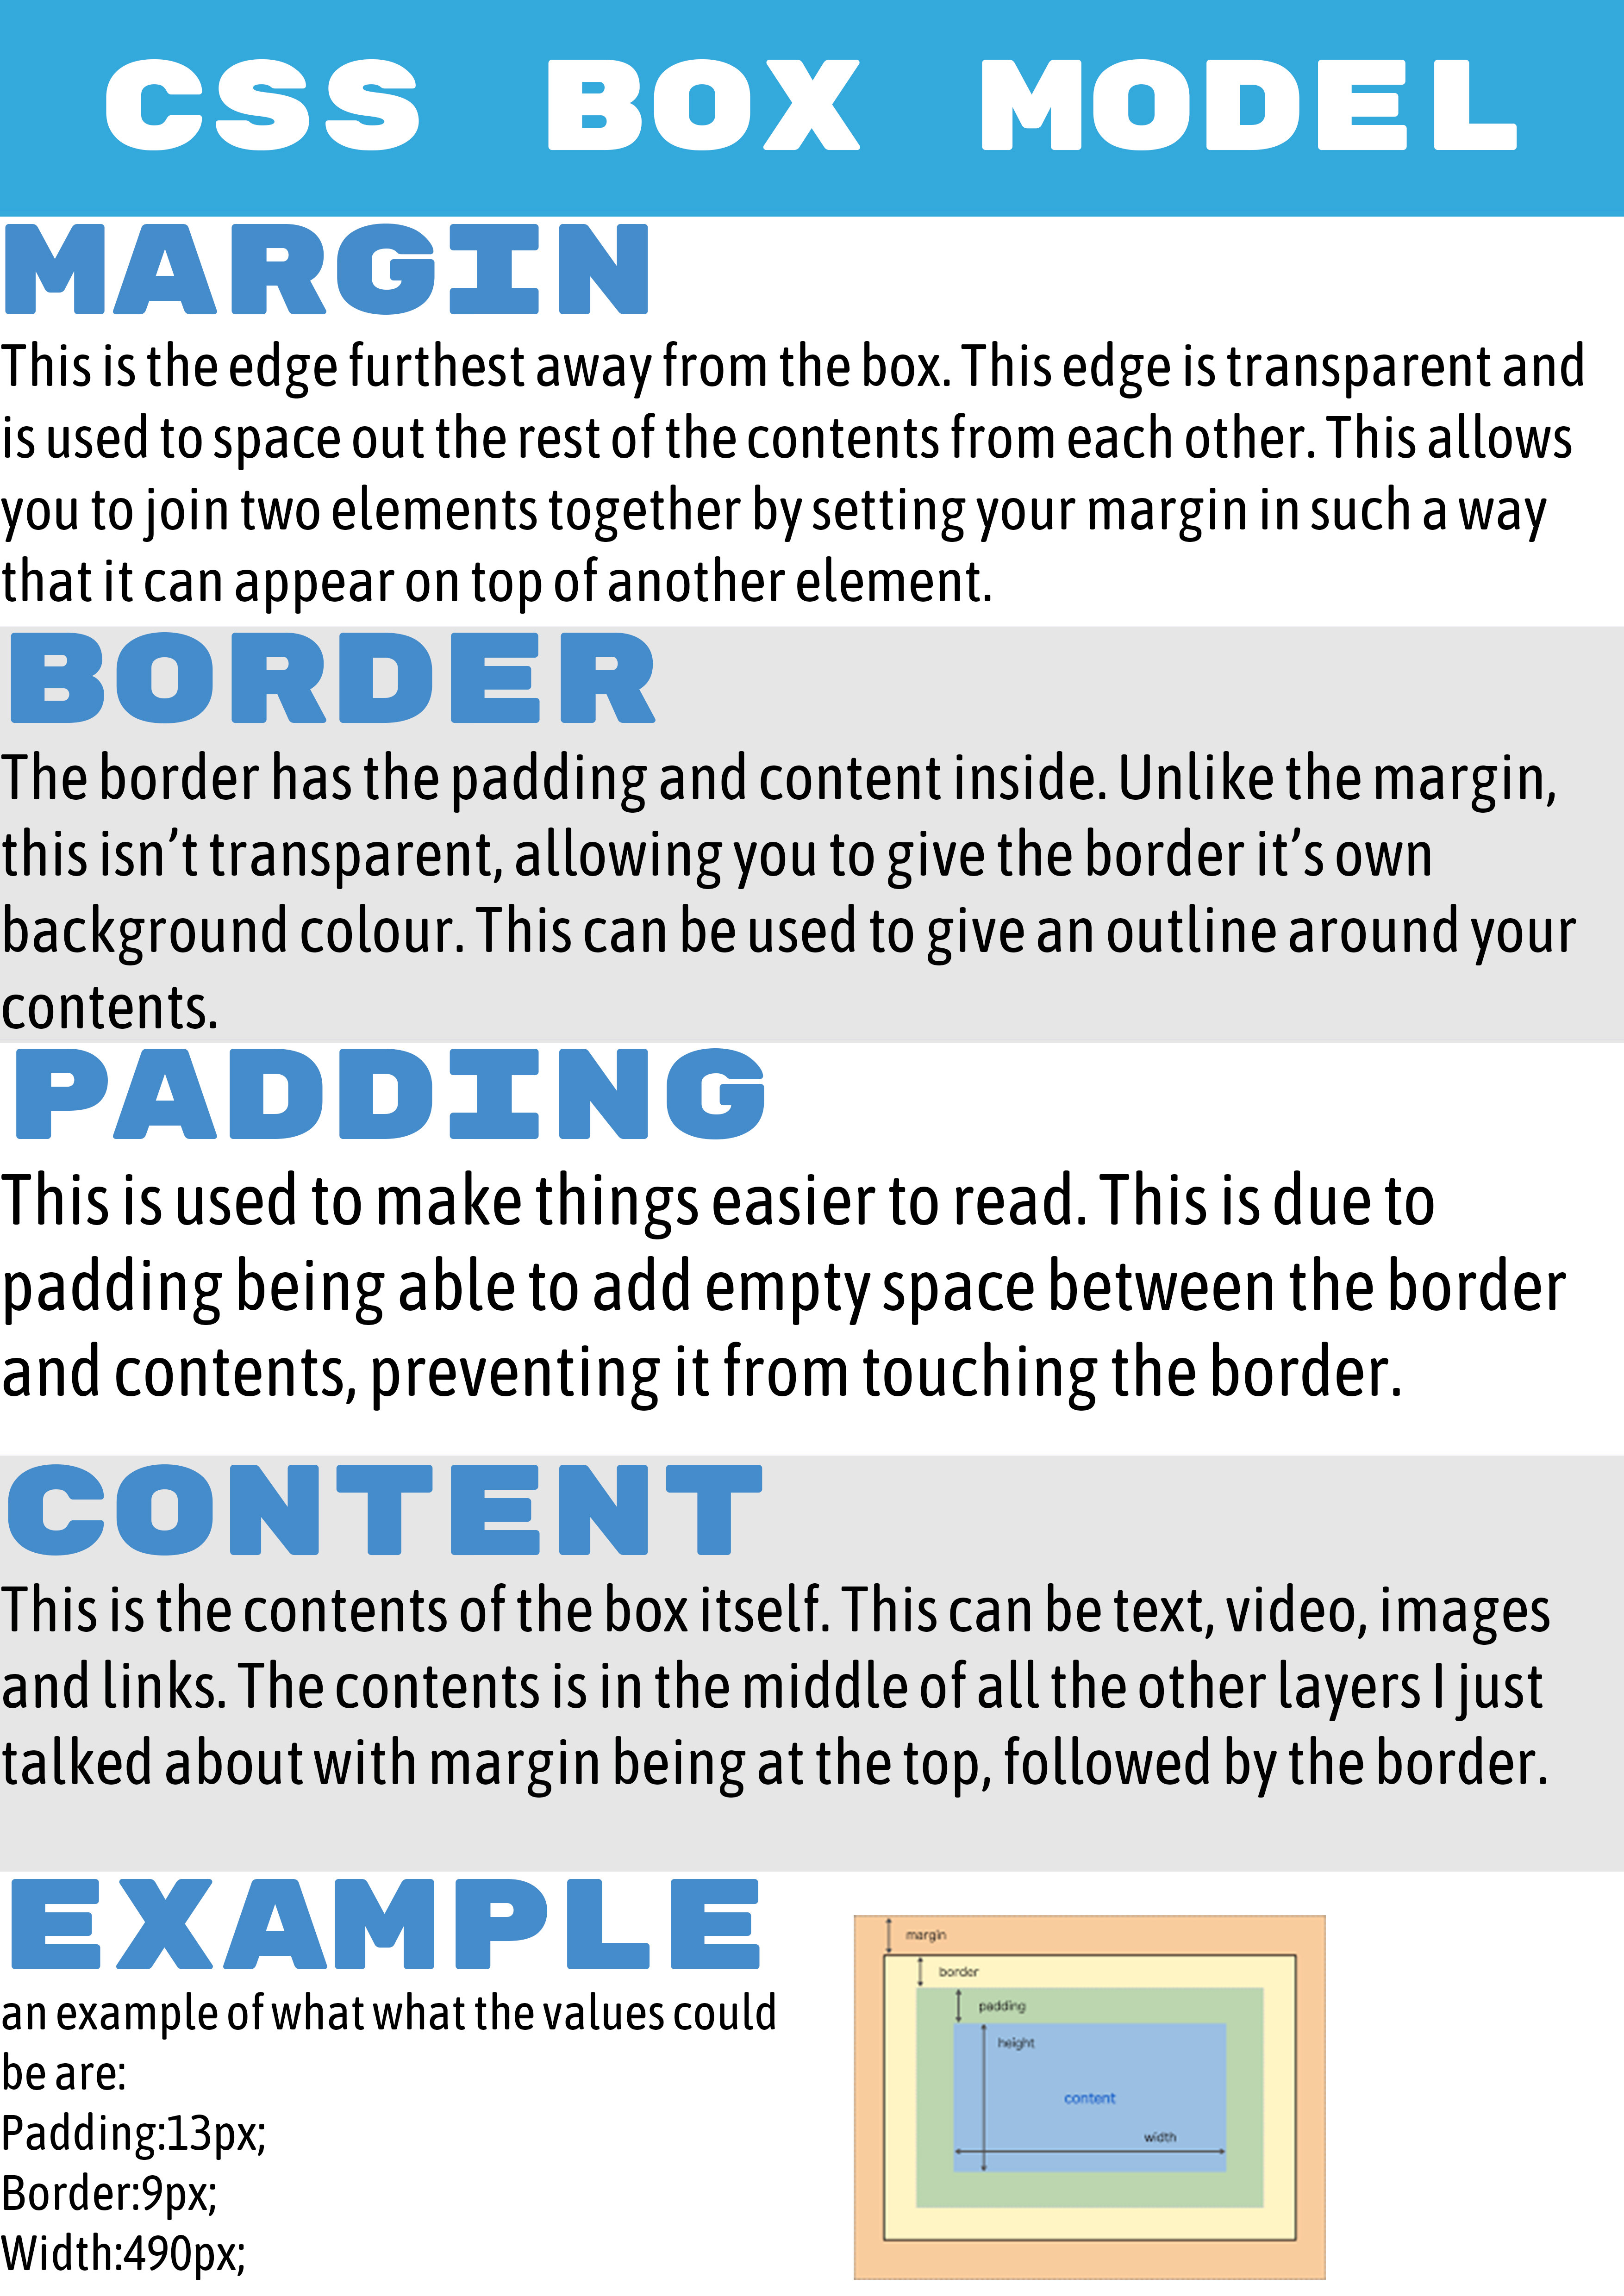 CSS BOX MODEL
MARGIN
This is the edge furthest away from the box. This edge is transparent and
is used to space out the rest of the contents from each other. This allows
you to join two elements together by setting your margin in such a way
that it can appear on top of another element.
BORDER
The border has the padding and content inside. Unlike the margin,
this isn’t transparent, allowing you to give the border it’s own
background colour. This can be used to give an outline around your
contents.
PADDING
This is used to make things easier to read. This is due to
padding being able to add empty space between the border
and contents, preventing it from touching the border.
CONTENT
This is the contents of the box itself. This can be text, video, images
and links. The contents is in the middle of all the other layers I just
talked about with margin being at the top, followed by the border.
EXAMPLE
an example of what what the values could
be are:
Padding:13px;
Border:9px;
Width:490px;
margin
border
padding
height
content
width